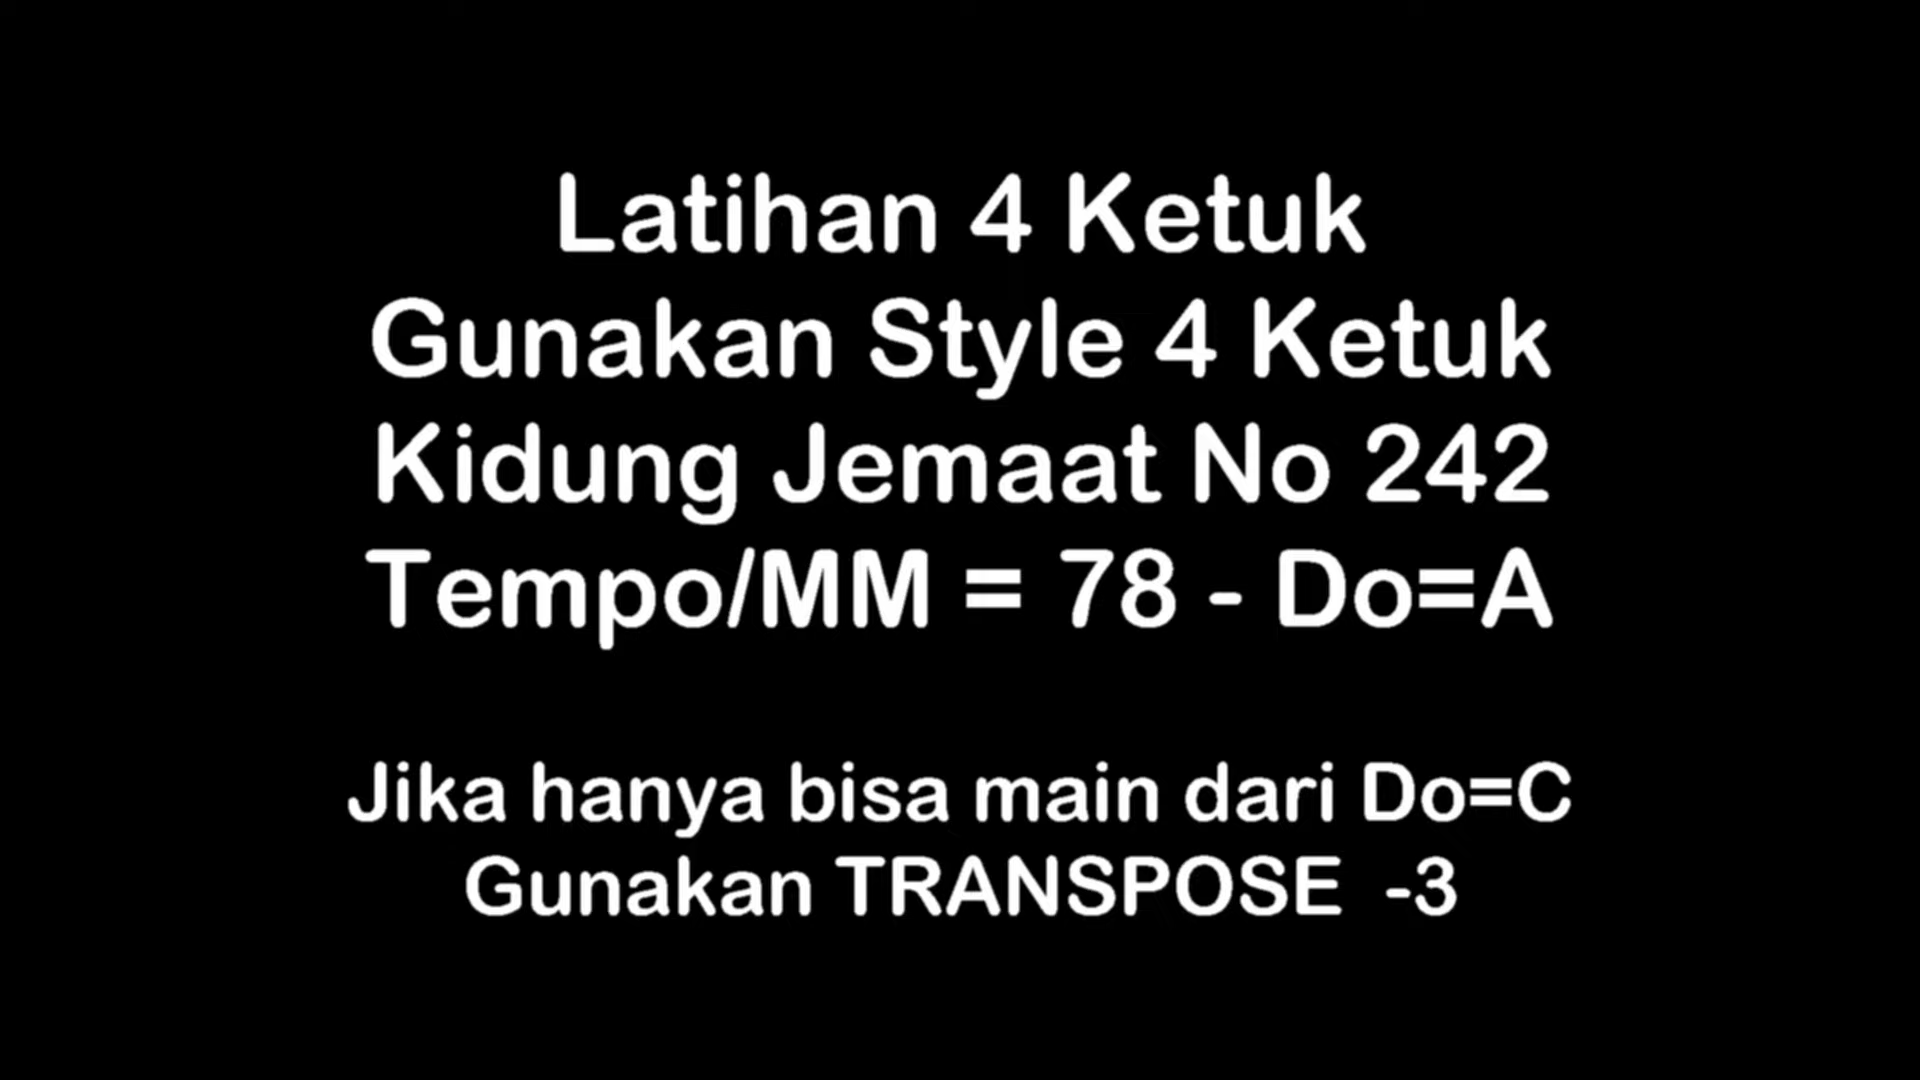 Latihan 4 Ketuk
Gunakan Style 4 Ketuk
Kidung Jemaat No 242
Tempo/MM = 78 - Do=A
Jika hanya bisa main dari Do=C
Gunakan TRANSPOSE -3